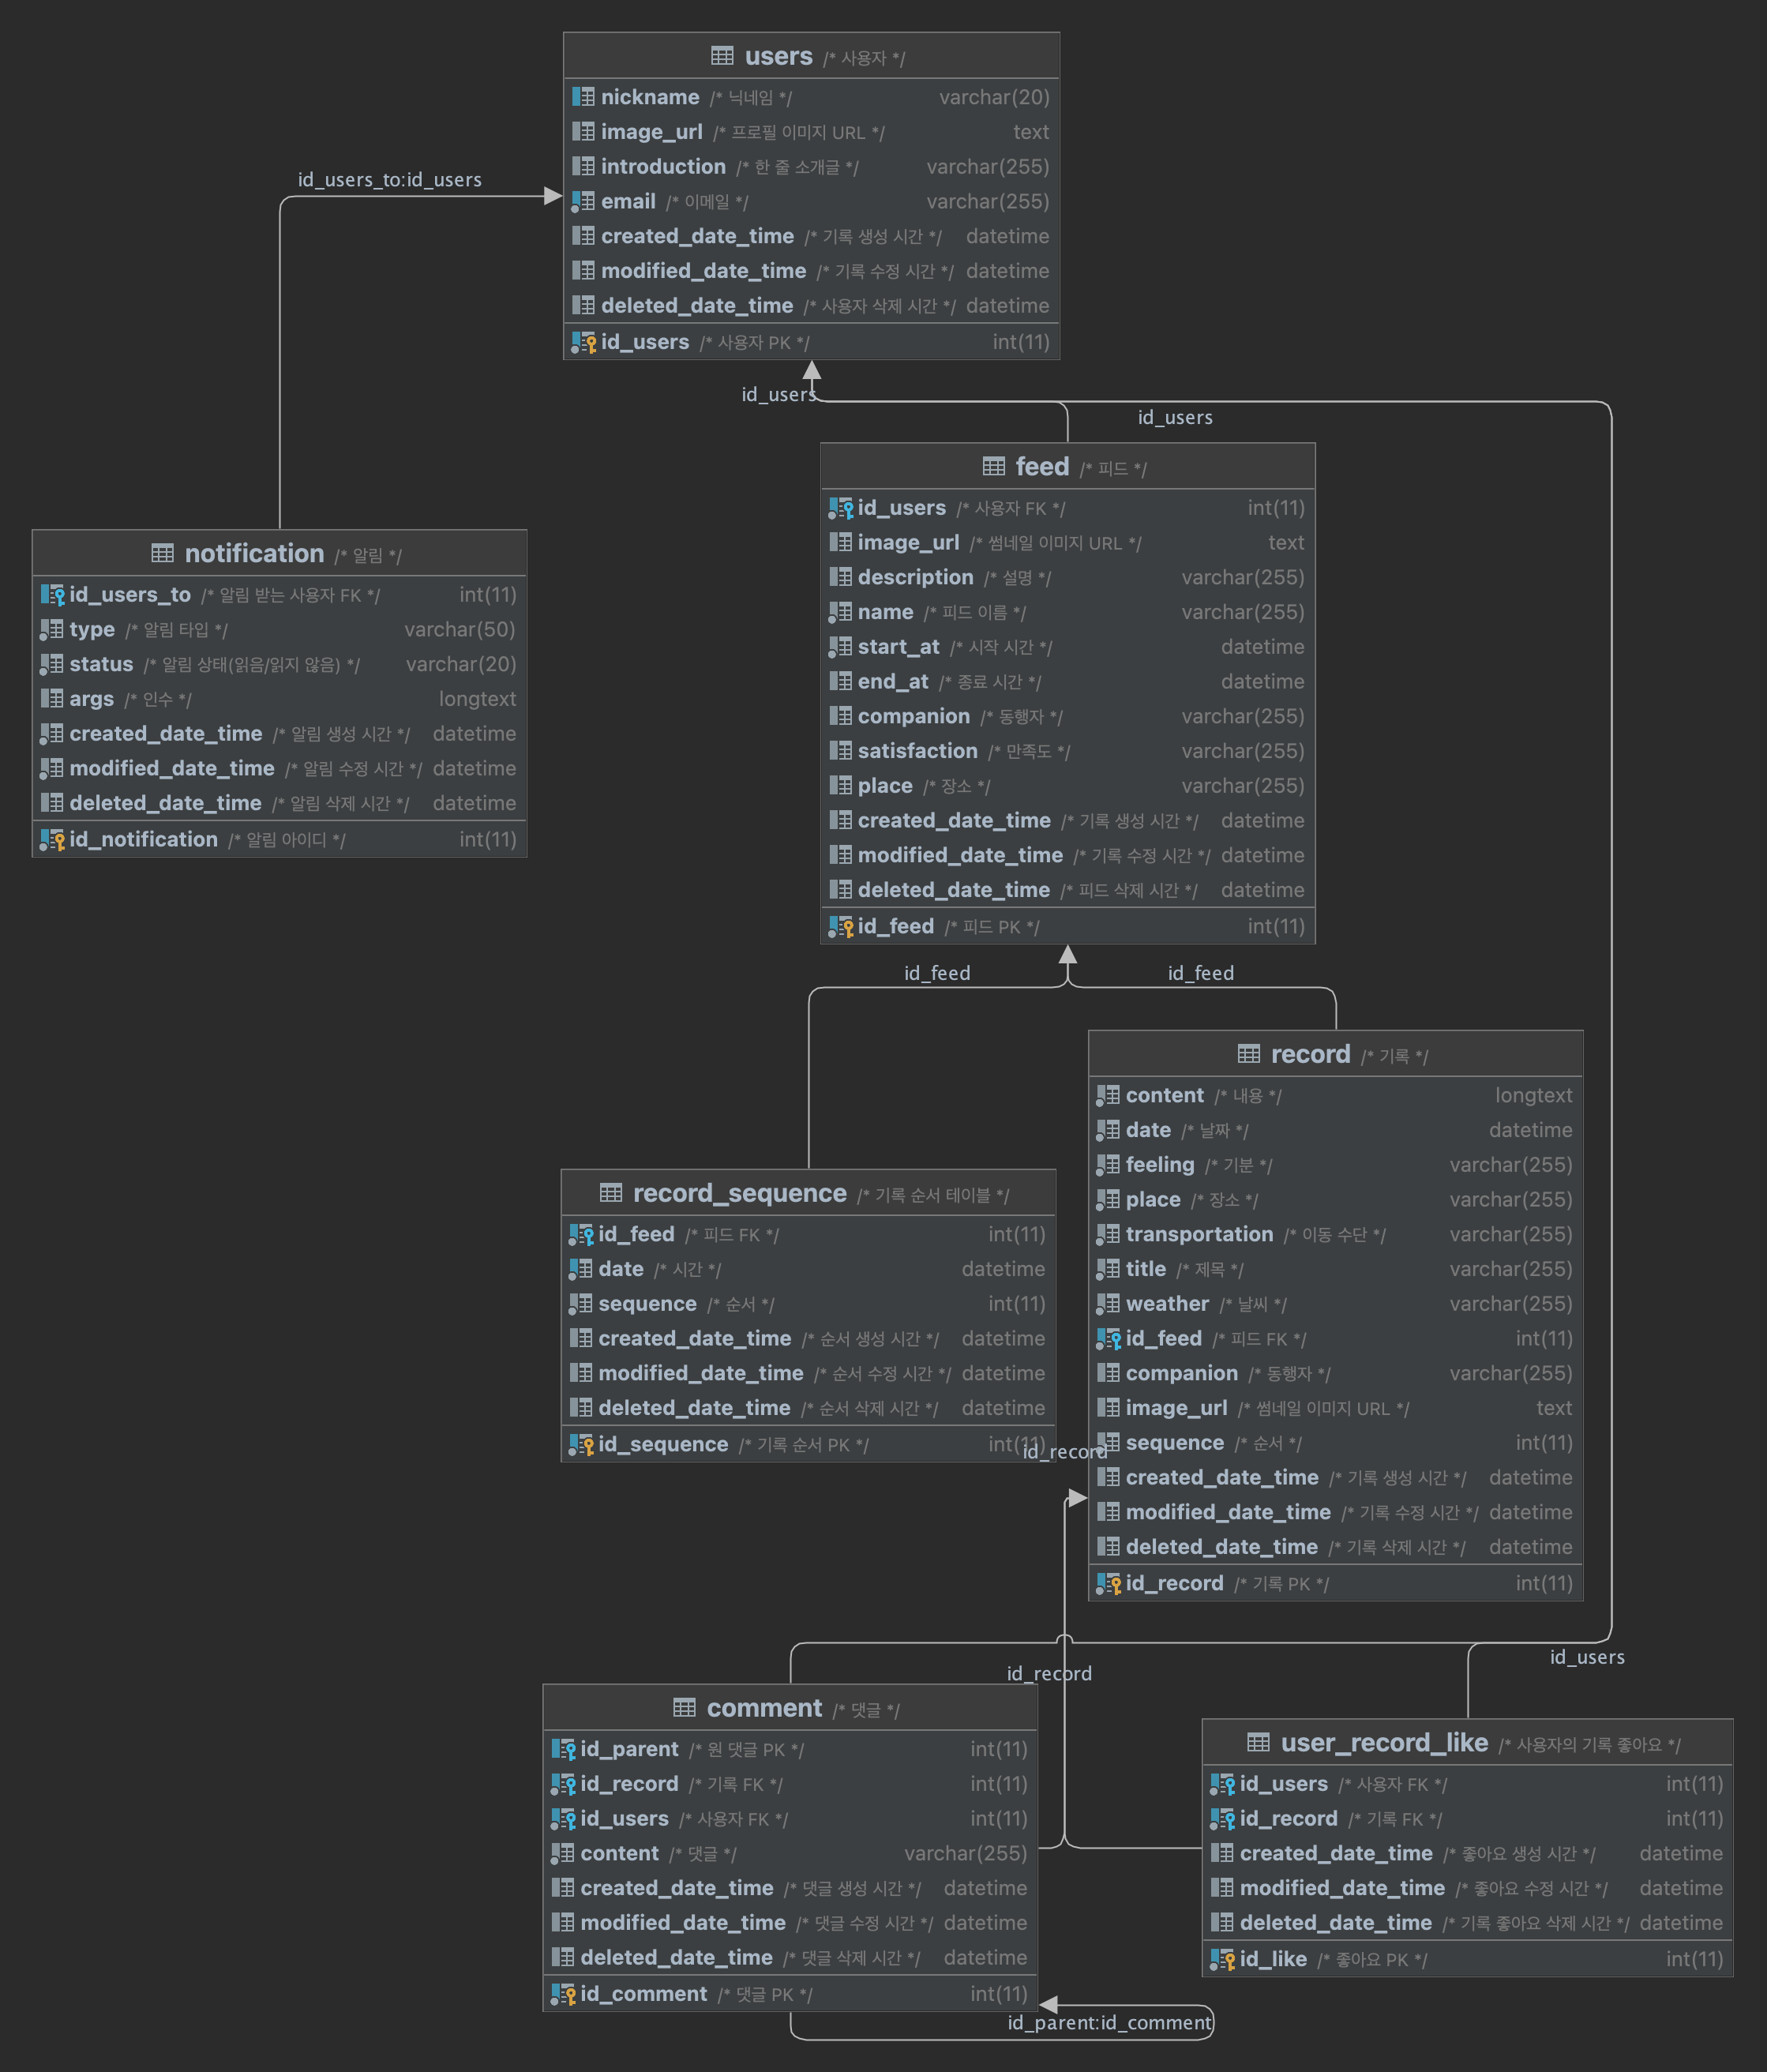 users /* 사용자 */
nickname /* 닉네임 */ varchar(20)
image_url /* 프로필 이미지 URL */ text
introduction /* 한 줄 소개글 */ varchar(255)
email /* 이메일 */ varchar(255)
created_date_time /* 기록 생성 시간 */ datetime
modified_date_time /* 기록 수정 시간 */ datetime
deleted_date_time /* 사용자 삭제 시간 */ datetime
id_users /* 사용자 PK */ int(11)
id_users_to:id_users
id_users
id_users
notification /* 알림 */
id_users_to /* 알림 받는 사용자 FK */ int(11)
type /* 알림 타입 */ varchar(50)
status /* 알림 상태(읽음/읽지 않음) */ varchar(20)
args /* 인수 */ longtext
created_date_time /* 알림 생성 시간 */ datetime
modified_date_time /* 알림 수정 시간 */ datetime
deleted_date_time /* 알림 삭제 시간 */ datetime
id_notification /* 알림 아이디 */ int(11)
feed /* 피드 */
id_users /* 사용자 FK */ int(11)
image_url /* 썸네일 이미지 URL */ text
description /* 설명 */ varchar(255)
name /* 피드 이름 */ varchar(255)
start_at /* 시작 시간 */ datetime
end_at /* 종료 시간 */ datetime
companion /* 동행자 */ varchar(255)
satisfaction /* 만족도 */ varchar(255)
place /* 장소 */ varchar(255)
created_date_time /* 기록 생성 시간 */ datetime
modified_date_time /* 기록 수정 시간 */ datetime
deleted_date_time /* 피드 삭제 시간 */ datetime
id_feed /* 피드 PK */ int(11)
id_feed
id_feed
record_sequence /* 기록 순서 테이블 */
id_feed /* 피드 FK */ int(11)
date /* 시간 */ datetime
sequence /* 순서 */ int(11)
created_date_time /* 순서 생성 시간 */ datetime
modified_date_time /* 순서 수정 시간 */ datetime
deleted_date_time /* 순서 삭제 시간 */ datetime
id_sequence /* 기록 순서 PK */ int(11)
record /* 기록 */
content /* 내용 */ longtext
date /* 날짜 */ datetime
feeling /* 기분 */ varchar(255)
place /* 장소 */ varchar(255)
transportation /* 이동 수단 */ varchar(255)
title /* 제목 */ varchar(255)
weather /* 날씨 */ varchar(255)
id_feed /* 피드 FK */ int(11)
companion /* 동행자 */ varchar(255)
image_url /* 썸네일 이미지 URL */ text
sequence /* 순서 */ int(11)
created_date_time /* 기록 생성 시간 */ datetime
modified_date_time /* 기록 수정 시간 */ datetime
deleted_date_time /* 기록 삭제 시간 */ datetime
id_record /* 기록 PK */ int(11)
id_record
id_record
id_users
comment /* 댓글 */
id_parent /* 원 댓글 PK */ int(11)
id_record /* 기록 FK */ int(11)
id_users /* 사용자 FK */ int(11)
content /* 댓글 */ varchar(255)
created_date_time /* 댓글 생성 시간 */ datetime
modified_date_time /* 댓글 수정 시간 */ datetime
deleted_date_time /* 댓글 삭제 시간 */ datetime
id_comment /* 댓글 PK */ int(11)
id_parent:id_comment
user_record_like /* 사용자의 기록 좋아요 */
id_users /* 사용자 FK */ int(11)
id_record /* 기록 FK */ int(11)
created_date_time /* 좋아요 생성 시간 */ datetime
modified_date_time /* 좋아요 수정 시간 */ datetime
deleted_date_time /* 기록 좋아요 삭제 시간 */ datetime
id_like /* 좋아요 PK */ int(11)